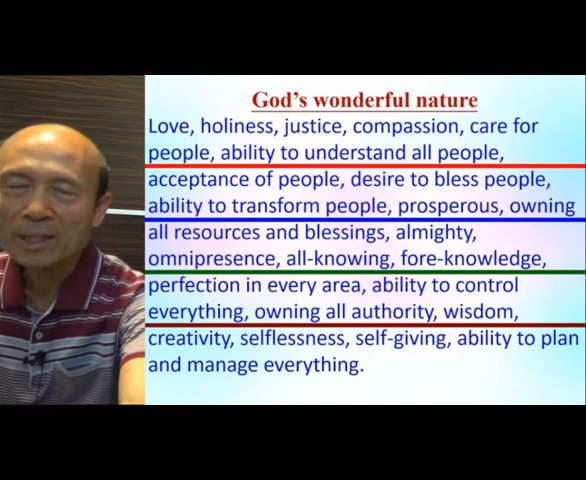 God's wonderful nature
Love, holiness, justice, compassion, care for
people, ability to understand all people,
acceptance of people, desire to bless people,
ability to transform people, prosperous, owning
all resources and blessings, almighty,
omnipresence, all-knowing, fore-knowledge,
perfection in every area, ability to control
everything, owning all authority, wisdom,
creativity, selflessness, self-giving, ability to plan
and manage everything.